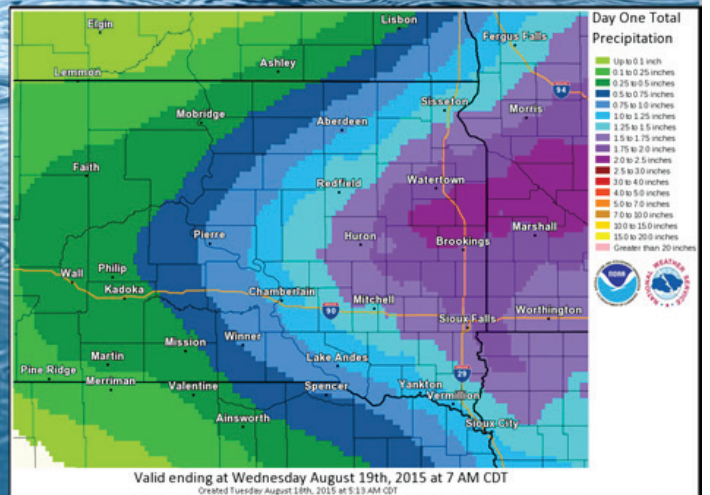 Day One Total
Precipitation
Up to 0.1 inch
0.1 to 0.25 inches
0.25 to 0.5 inches
0.5 to 0.75 inches
0.75 to 1.0 inches
1.0 to 1.25 inches
1.25 to 1.5 inches
1.5 to 1.75 inches
1.75 to 2.0 inches
2.0 to 2.5 inches
2.5 to 3.0 inches
3.0 to 4.0 inches
4.0 to 5.0 inches
5.0 to 7.0 inches
7.0 to 10.0 inches
10.0 to 15.0 inches
15.0 to 20.0 inches
Greater than 20 inches
NOAA
NATIONAL WEATHER SERVICE
Elgin
Lisbon
Fergus Falls
Lemmon
Ashley
94
Sisseton
Morris
Mobridge
Aberdeen
Faith
Redfield
Watertown
Pierre
Huron
Brookings
Marshall
Wall
Philip
Kadoka
Chamberlain
90
Mitchell
Sioux Falls
Worthington
Winner
Martin
Mission
Lake Andes
29
Pine Ridge
Merriman
Valentine
Spencer
Yankton
Vermillion
Ainsworth
Sioux City
Valid ending at Wednesday August 19th, 2015 at 7 AM CDT
Created Tuesday August 18th, 2015 at 5:13 AM CDT